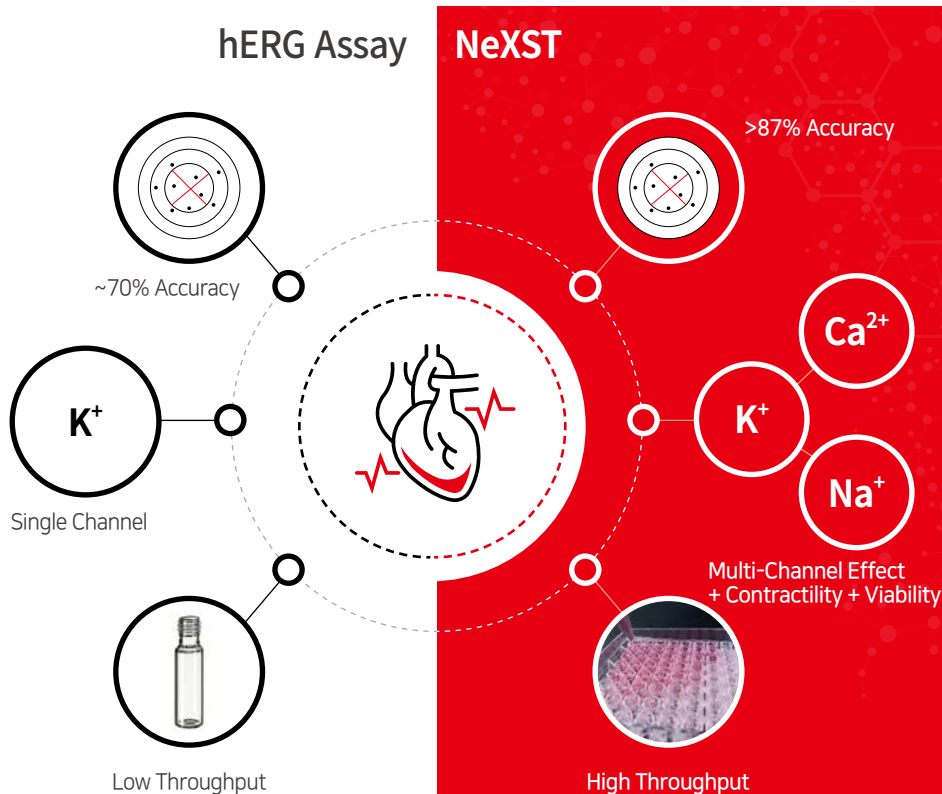 hERG Assay
NeXST
~70% Accuracy
>87% Accuracy
K⁺
Single Channel
Ca²⁺
K⁺
Na⁺
Multi-Channel Effect
+ Contractility + Viability
Low Throughput
High Throughput